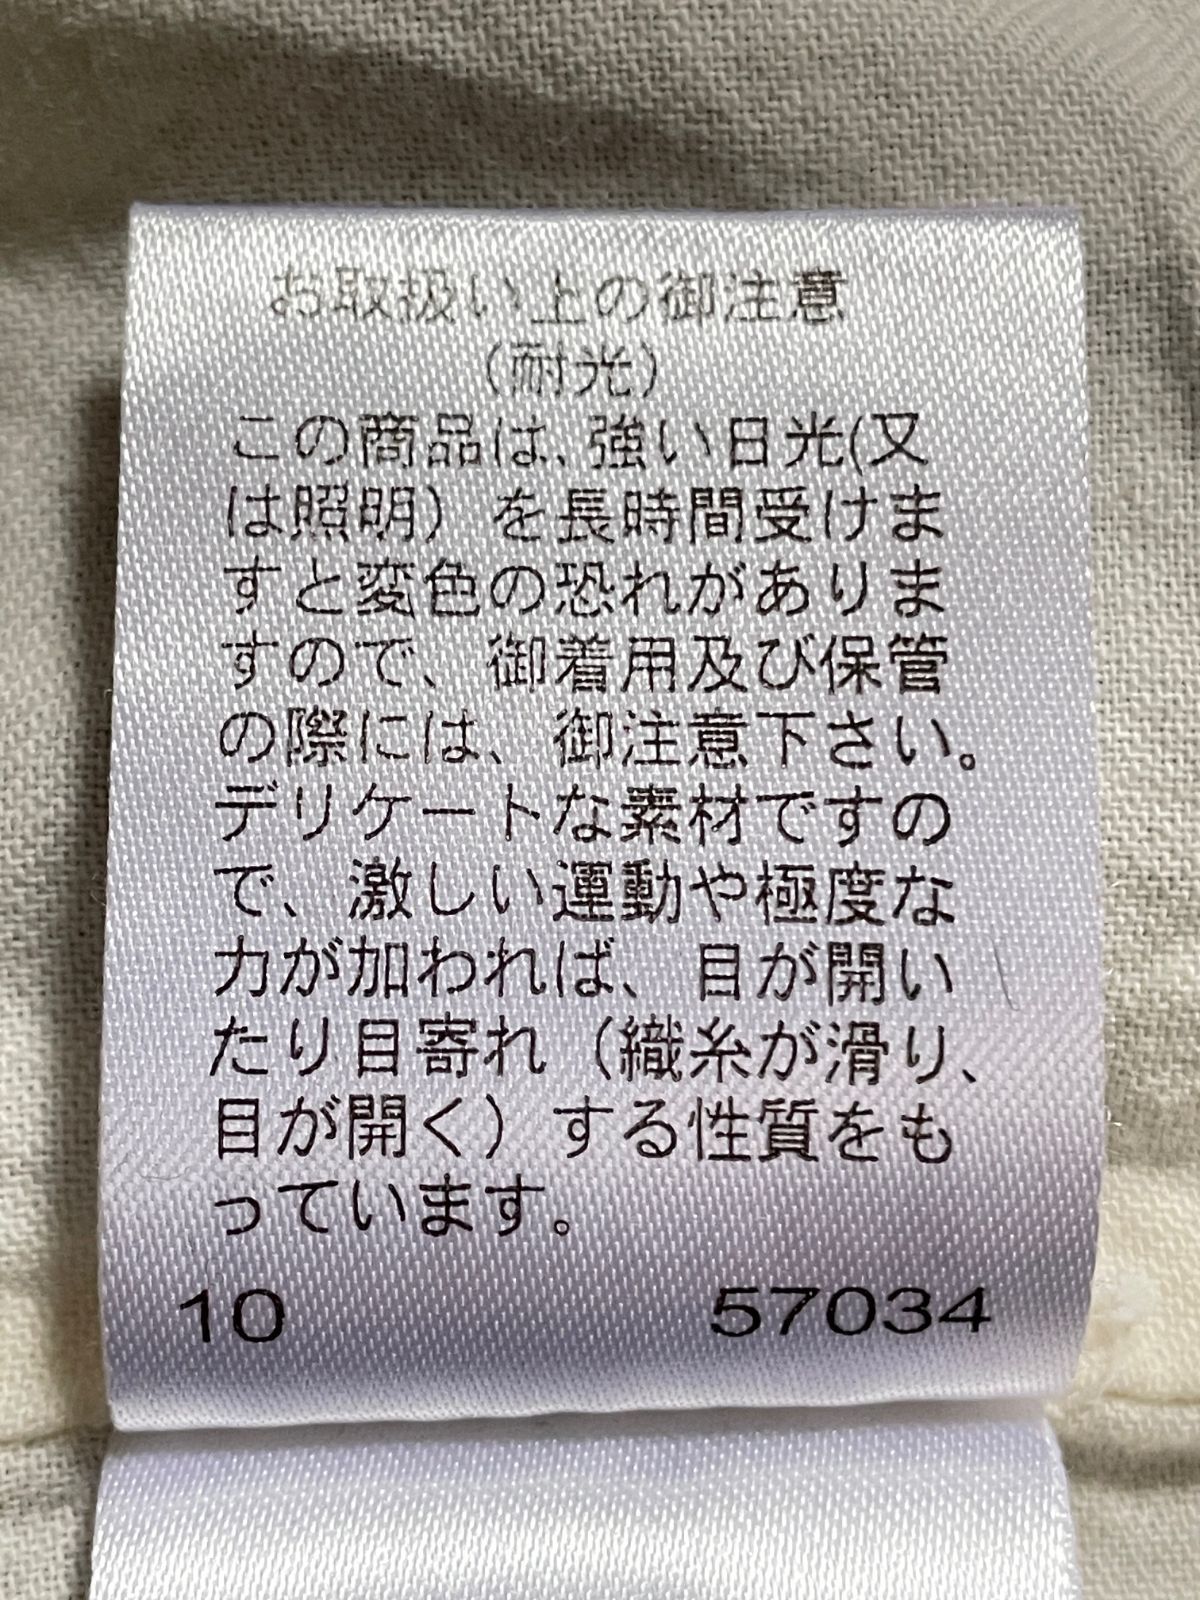 お取扱い上の御注意
（耐光）
この商品は、強い日光(又
は照明）を長時間受けま
すと変色の恐れがありま
すので、御着用及び保管
の際には、御注意下さい。
デリケートな素材ですの
で、激しい運動や極度な
力が加われば、目が開い
たり目寄れ（織糸が滑り、
目が開く）する性質をも
っています。
10 57034